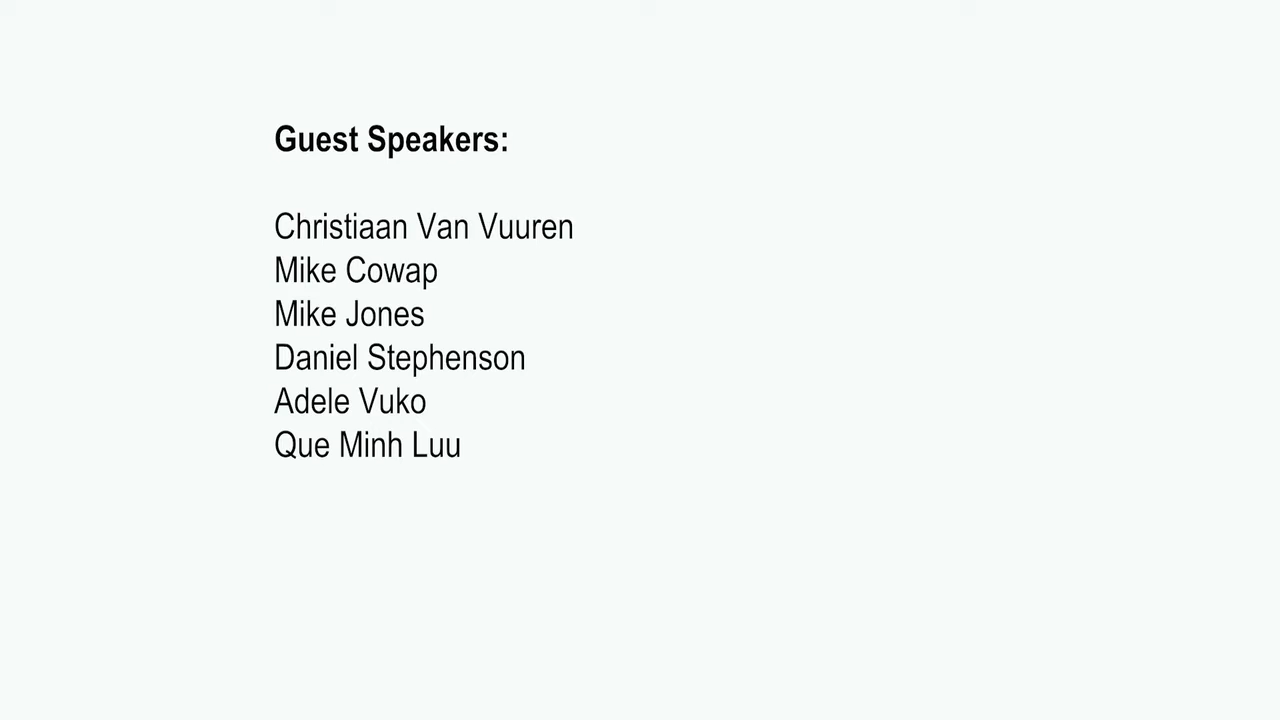 Guest Speakers:
Christiaan Van Vuuren
Mike Cowap
Mike Jones
Daniel Stephenson
Adele Vuko
Que Minh Luu